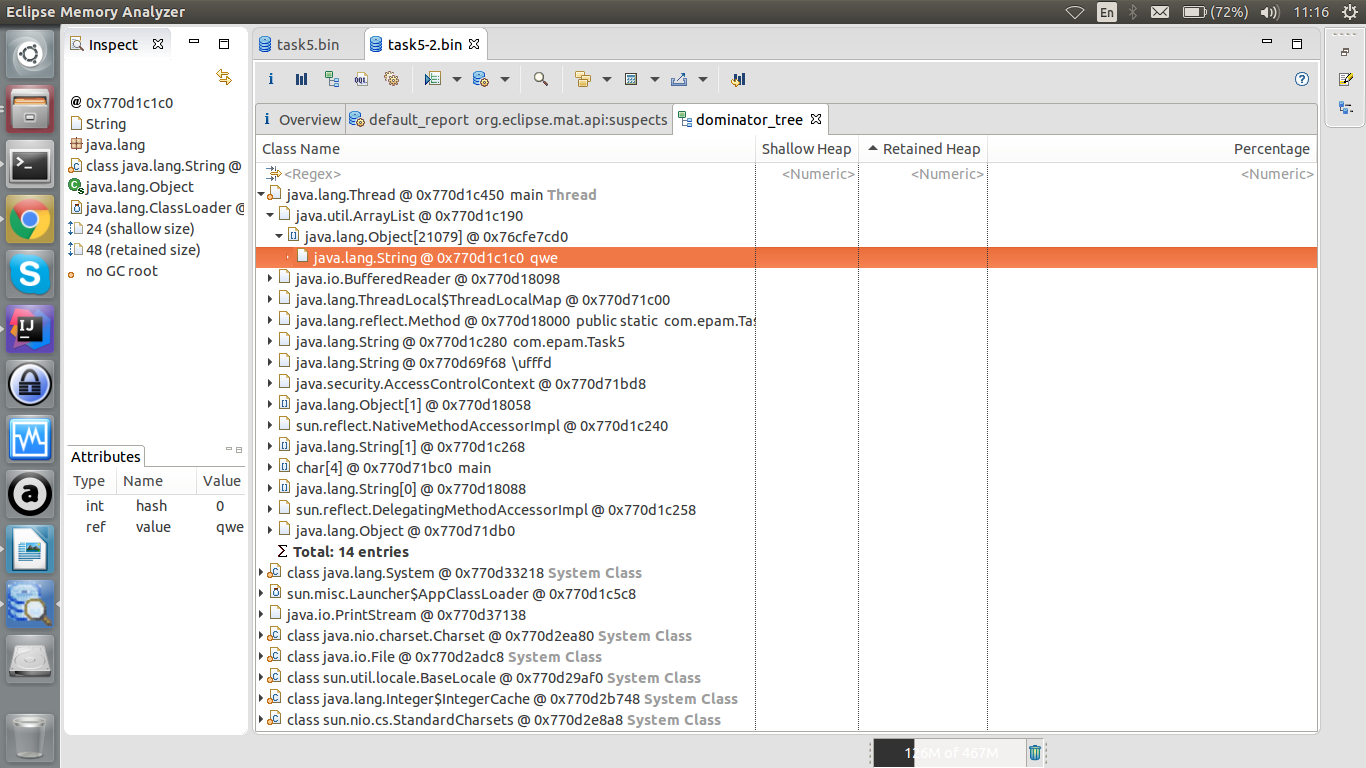 Eclipse Memory Analyzer
En
(72%)
11:16
Inspect
@ 0x770d1c1c0
String
java.lang
class java.lang.String @
java.lang.Object
java.lang.ClassLoader @
24 (shallow size)
48 (retained size)
no GC root
Attributes
Type Name Value
int hash 0
ref value qwe
task5.bin
task5-2.bin
i
OQL
?
i Overview
default_report org.eclipse.mat.api:suspects
dominator_tree
Class Name Shallow Heap Retained Heap Percentage
<Regex> <Numeric> <Numeric> <Numeric>
java.lang.Thread @ 0x770d1c450 main Thread
java.util.ArrayList @ 0x770d1c190
java.lang.Object[21079] @ 0x76cfe7cd0
java.lang.String @ 0x770d1c1c0 qwe
java.io.BufferedReader @ 0x770d18098
java.lang.ThreadLocal$ThreadLocalMap @ 0x770d71c00
java.lang.reflect.Method @ 0x770d18000 public static com.epam.Tas
java.lang.String @ 0x770d1c280 com.epam.Task5
java.lang.String @ 0x770d69f68 \ufffd
java.security.AccessControlContext @ 0x770d71bd8
java.lang.Object[1] @ 0x770d18058
sun.reflect.NativeMethodAccessorImpl @ 0x770d1c240
java.lang.String[1] @ 0x770d1c268
char[4] @ 0x770d71bc0 main
java.lang.String[0] @ 0x770d18088
sun.reflect.DelegatingMethodAccessorImpl @ 0x770d1c258
java.lang.Object @ 0x770d71db0
Σ Total: 14 entries
class java.lang.System @ 0x770d33218 System Class
sun.misc.Launcher$AppClassLoader @ 0x770d1c5c8
java.io.PrintStream @ 0x770d37138
class java.nio.charset.Charset @ 0x770d2ea80 System Class
class java.io.File @ 0x770d2adc8 System Class
class sun.util.locale.BaseLocale @ 0x770d29af0 System Class
class java.lang.Integer$IntegerCache @ 0x770d2b748 System Class
class sun.nio.cs.StandardCharsets @ 0x770d2e8a8 System Class
126M of 467M